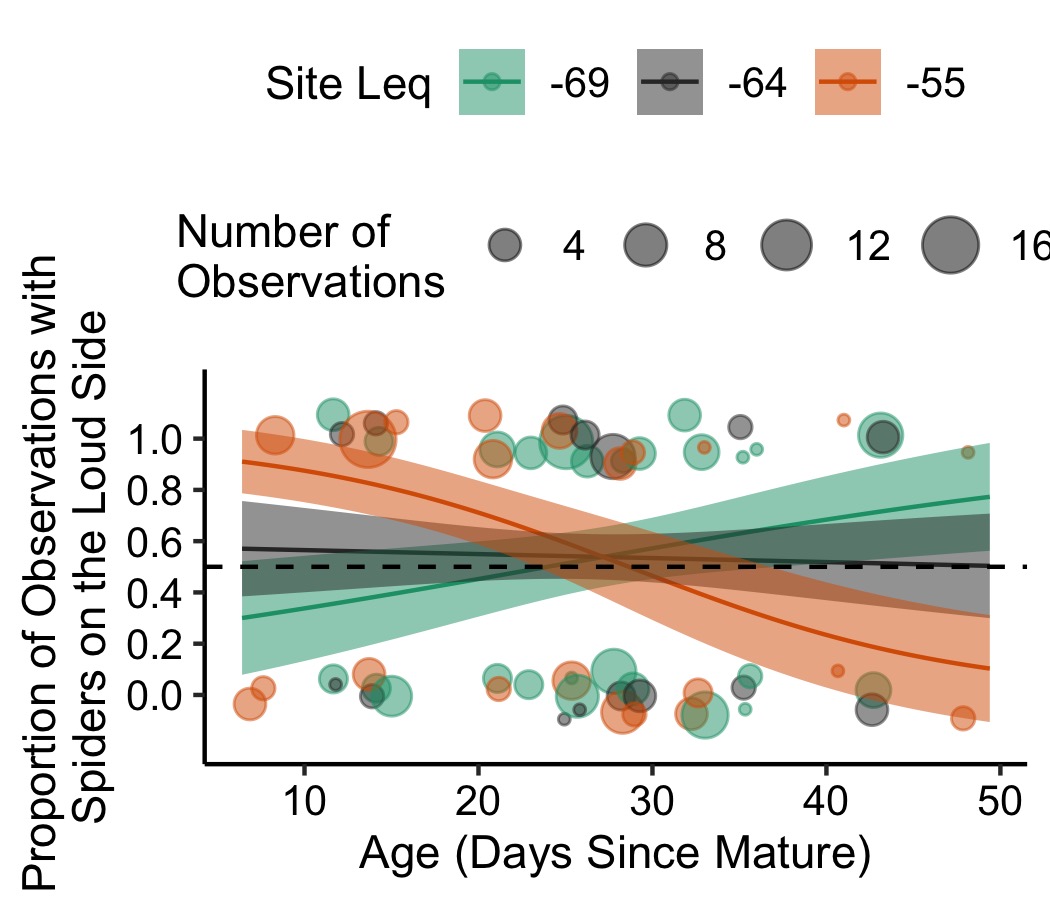 Site Leq -69 -64 -55
Number of
Observations
4 8 12 16
Proportion of Observations with
Spiders on the Loud Side
1.0
0.8
0.6
0.4
0.2
0.0
10 20 30 40 50
Age (Days Since Mature)